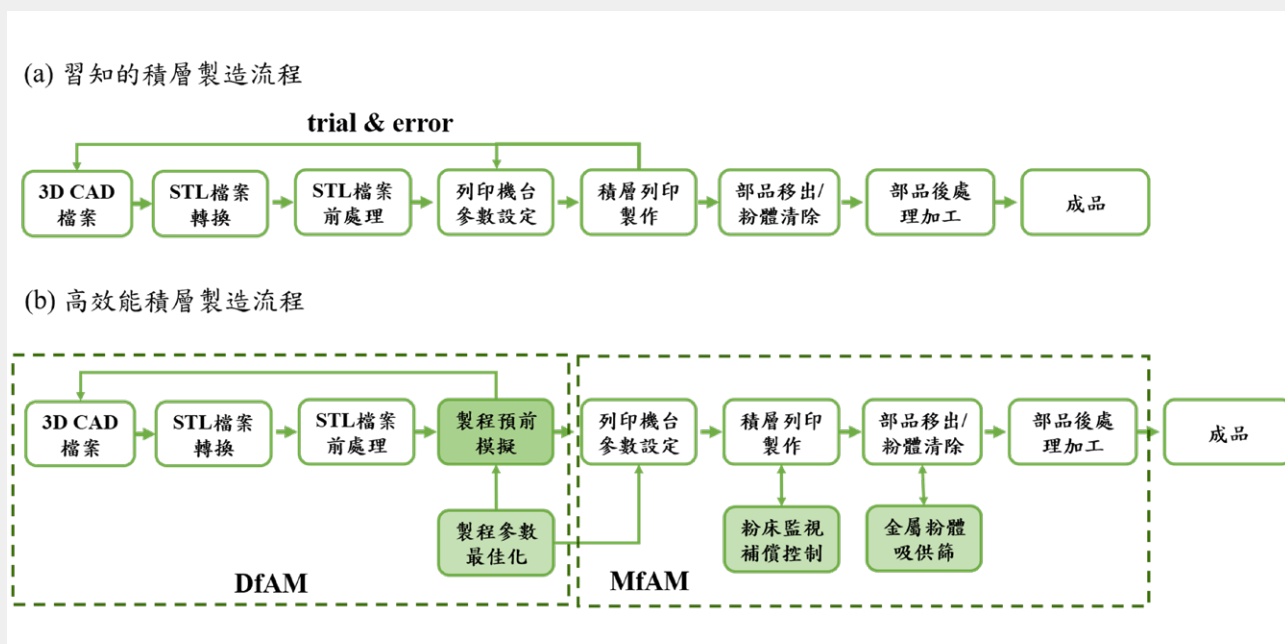 (a) 習知的積層製造流程
trial & error
3D CAD
檔案
STL檔案
轉換
STL檔案
前處理
列印機台
參數設定
積層列印
製作
部品移出/
粉體清除
部品後處
理加工
成品
(b) 高效能積層製造流程
3D CAD
檔案
STL檔案
轉換
STL檔案
前處理
製程預前
模擬
列印機台
參數設定
積層列印
製作
部品移出/
粉體清除
部品後處
理加工
成品
製程參數
最佳化
粉床監視
補償控制
金屬粉體
吸供篩
DfAM
MfAM